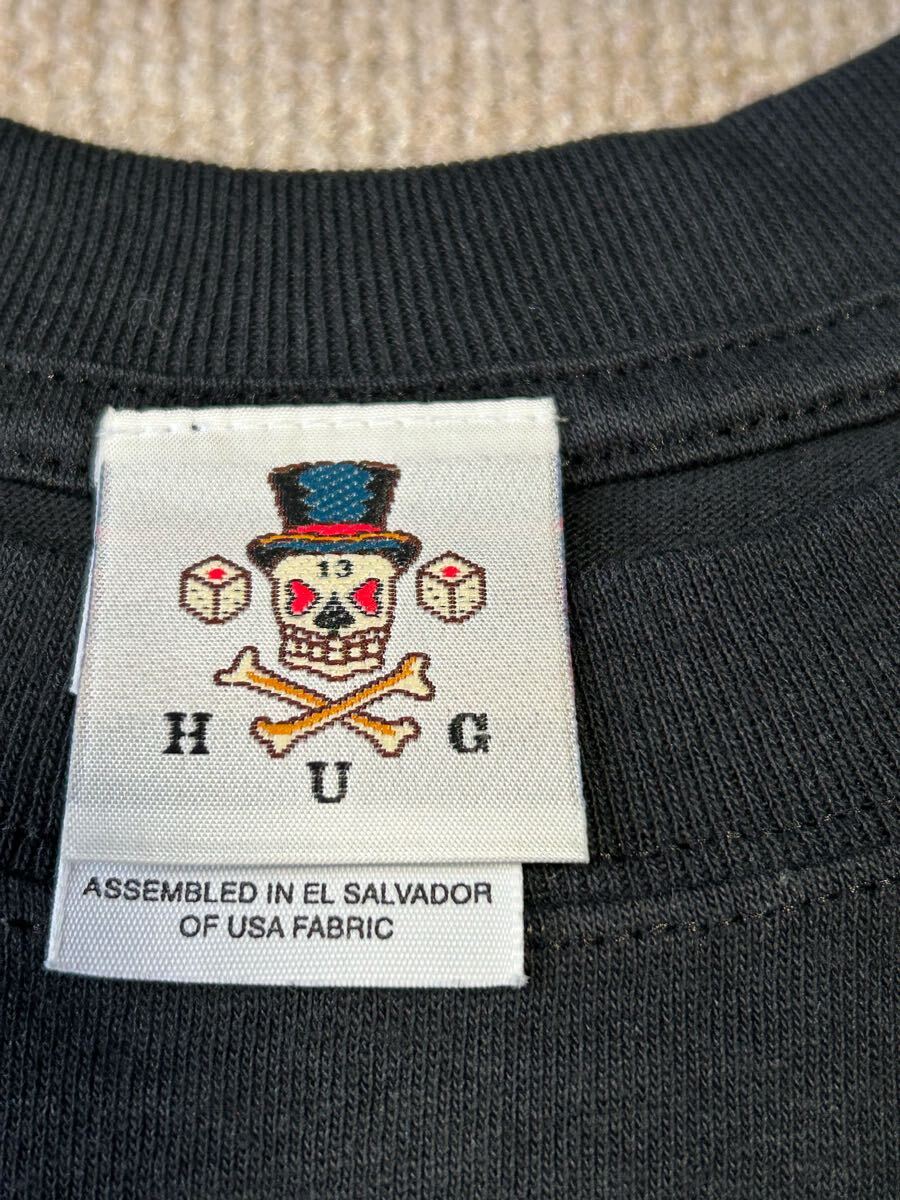 13
H G
U
ASSEMBLED IN EL SALVADOR
OF USA FABRIC